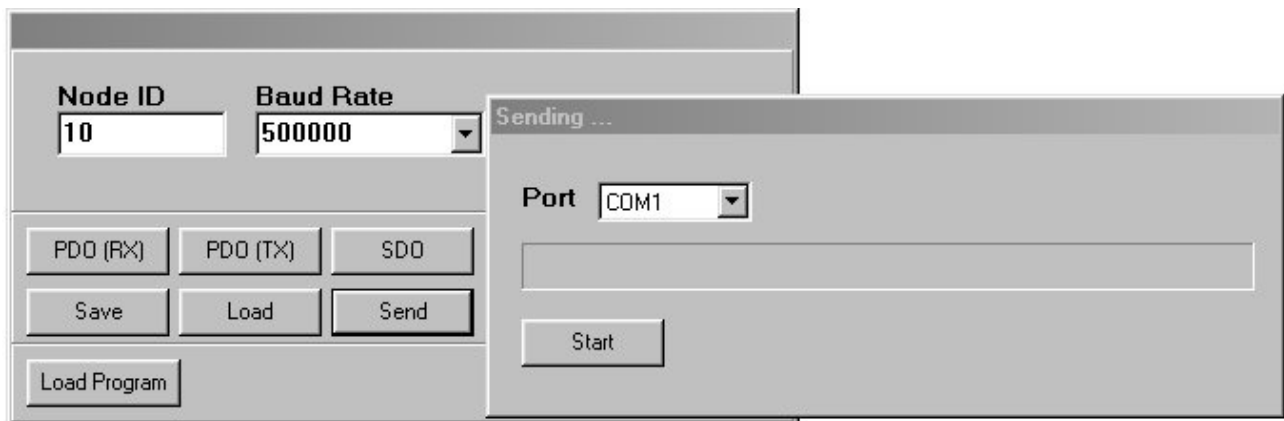 Node ID
Baud Rate
10
500000
Sending ...
Port
COM1
PDO (RX)
PDO (TX)
SDO
Save
Load
Send
Start
Load Program